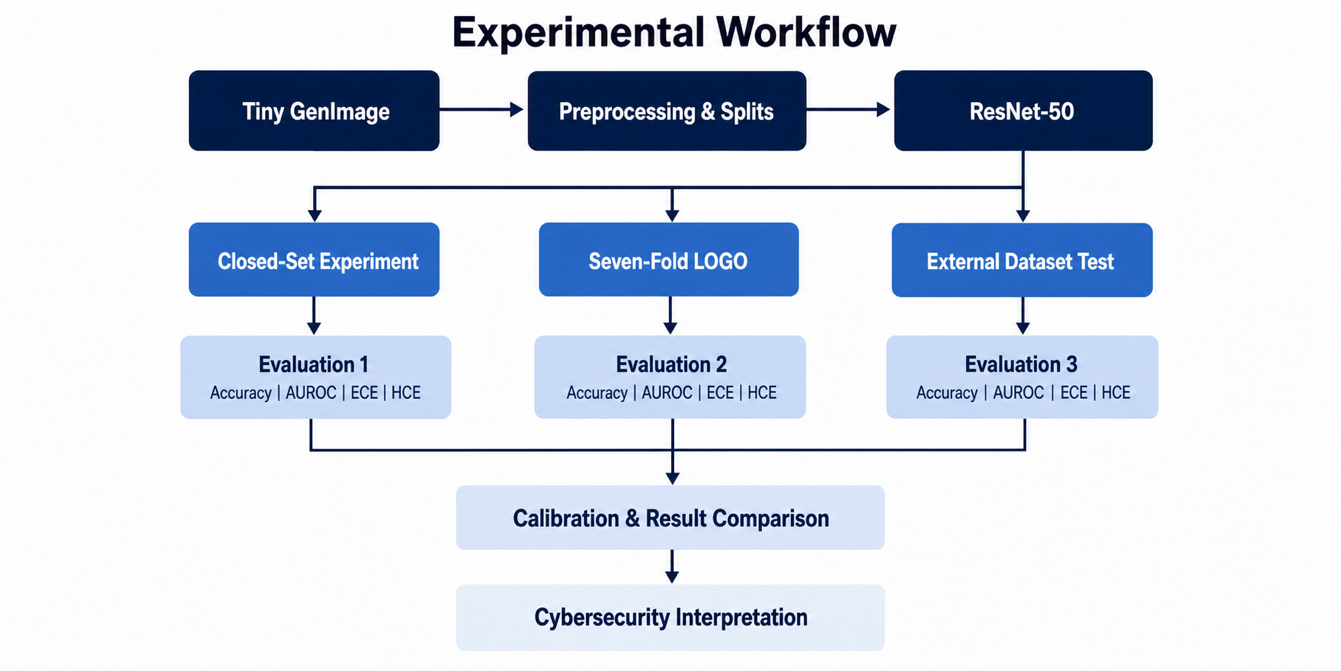 Experimental Workflow
Tiny GenImage
Preprocessing & Splits
ResNet-50
Closed-Set Experiment
Seven-Fold LOGO
External Dataset Test
Evaluation 1
Accuracy | AUROC | ECE | HCE
Evaluation 2
Accuracy | AUROC | ECE | HCE
Evaluation 3
Accuracy | AUROC | ECE | HCE
Calibration & Result Comparison
Cybersecurity Interpretation